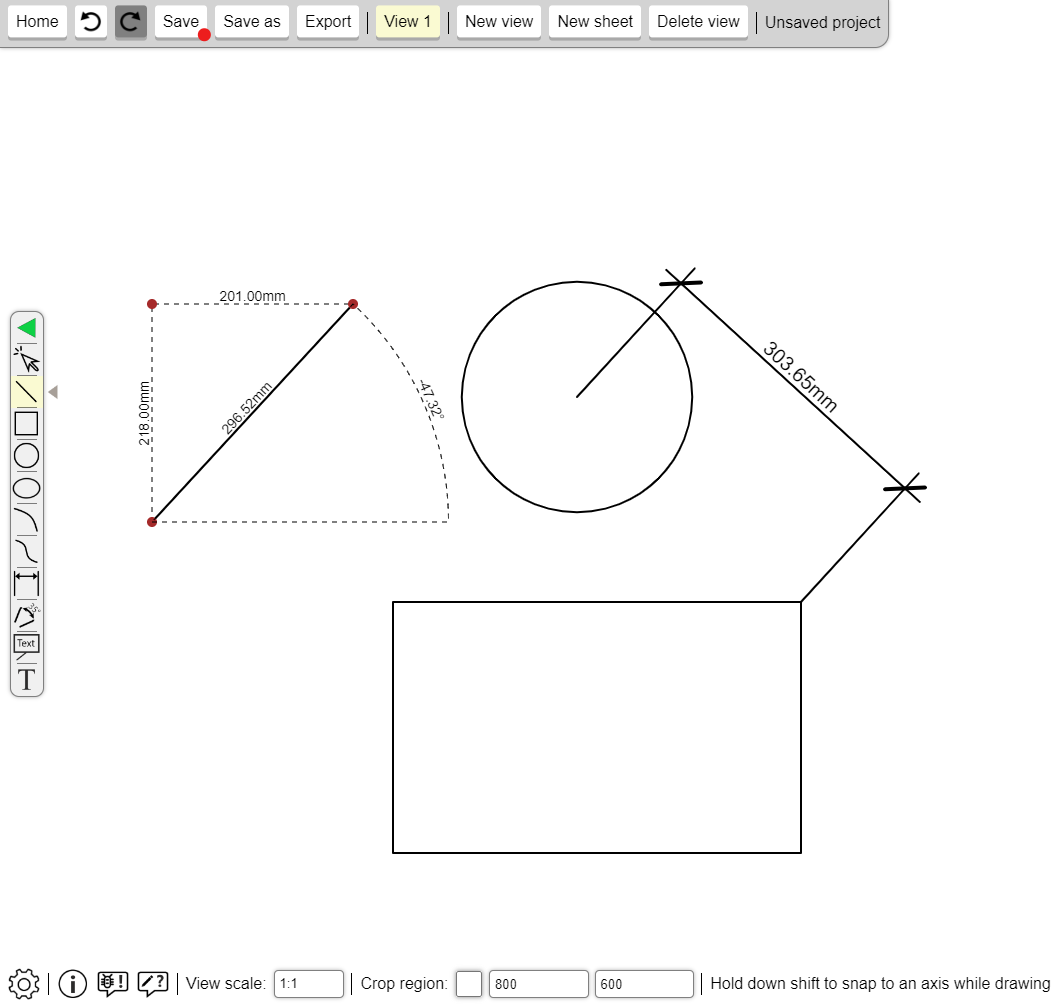 Home Save Save as Export View 1 New view New sheet Delete view Unsaved project
201.00mm
218.00mm
296.52mm
-47.32°
303.65mm
35°
Text
T
View scale: 1:1 Crop region: 800 600 Hold down shift to snap to an axis while drawing